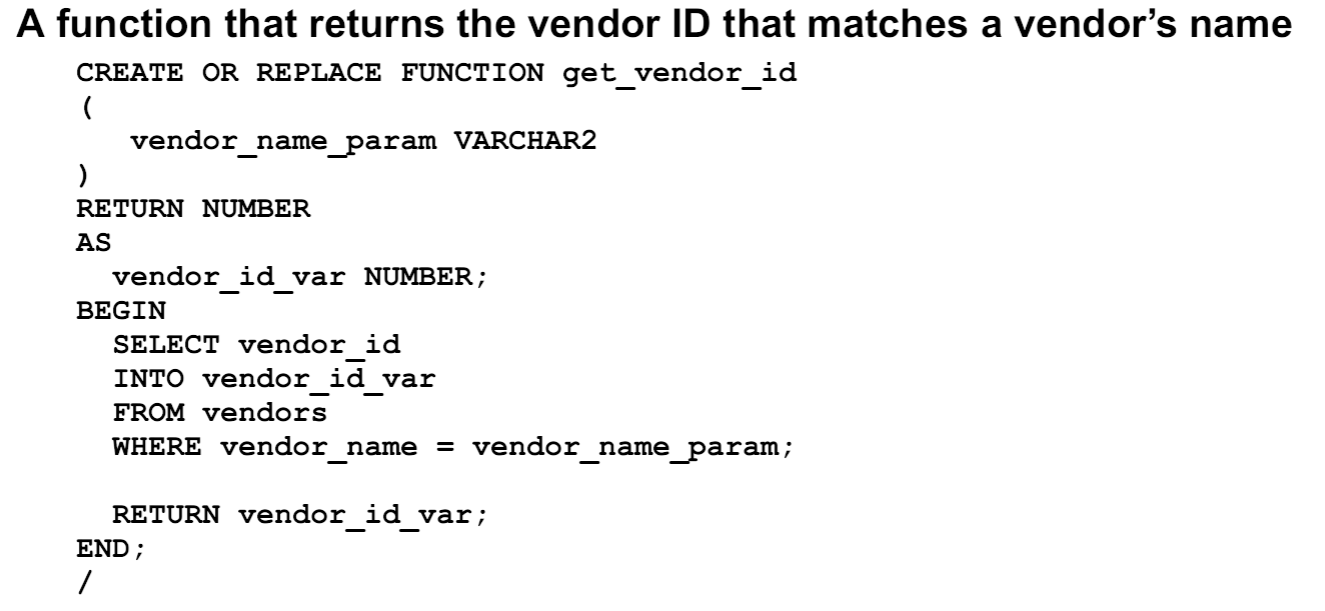 A function that returns the vendor ID that matches a vendor’s name
CREATE OR REPLACE FUNCTION get_vendor_id
(
vendor_name_param VARCHAR2
)
RETURN NUMBER
AS
vendor_id_var NUMBER;
BEGIN
SELECT vendor_id
INTO vendor_id_var
FROM vendors
WHERE vendor_name = vendor_name_param;
RETURN vendor_id_var;
END;
/